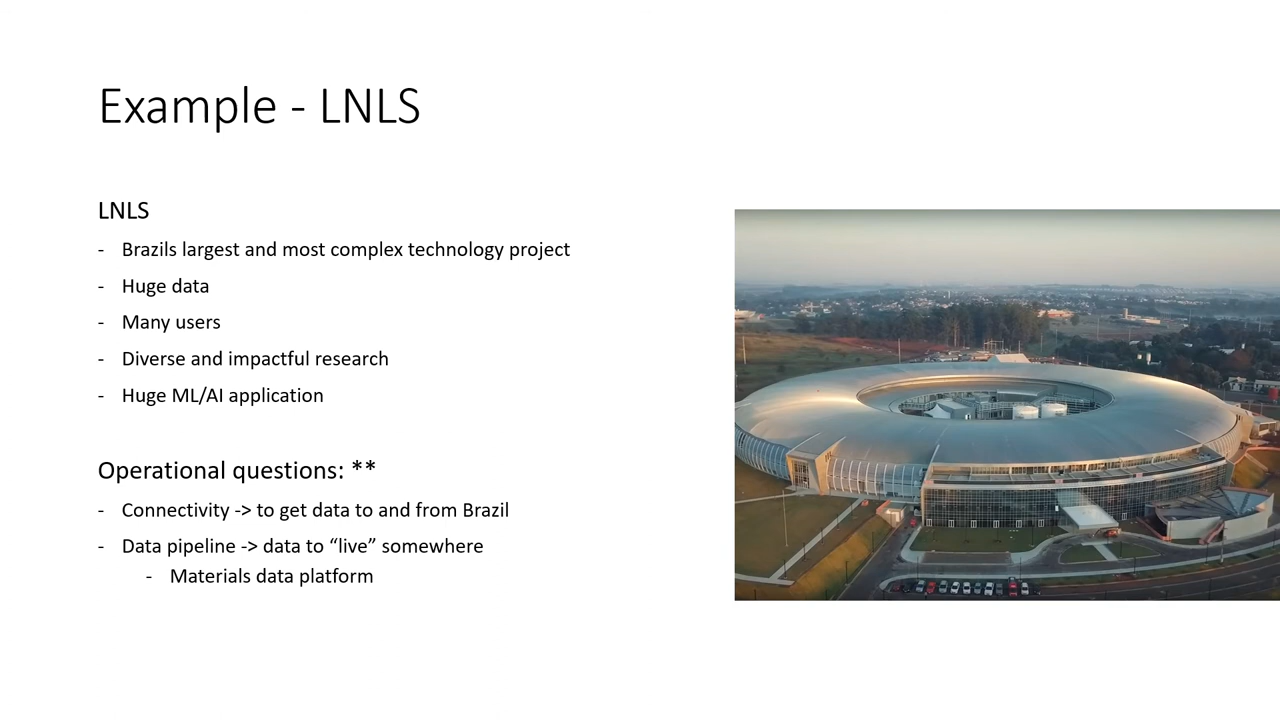 Example - LNLS
LNLS
- Brazils largest and most complex technology project
- Huge data
- Many users
- Diverse and impactful research
- Huge ML/AI application
Operational questions: **
- Connectivity -> to get data to and from Brazil
- Data pipeline -> data to “live” somewhere
- Materials data platform